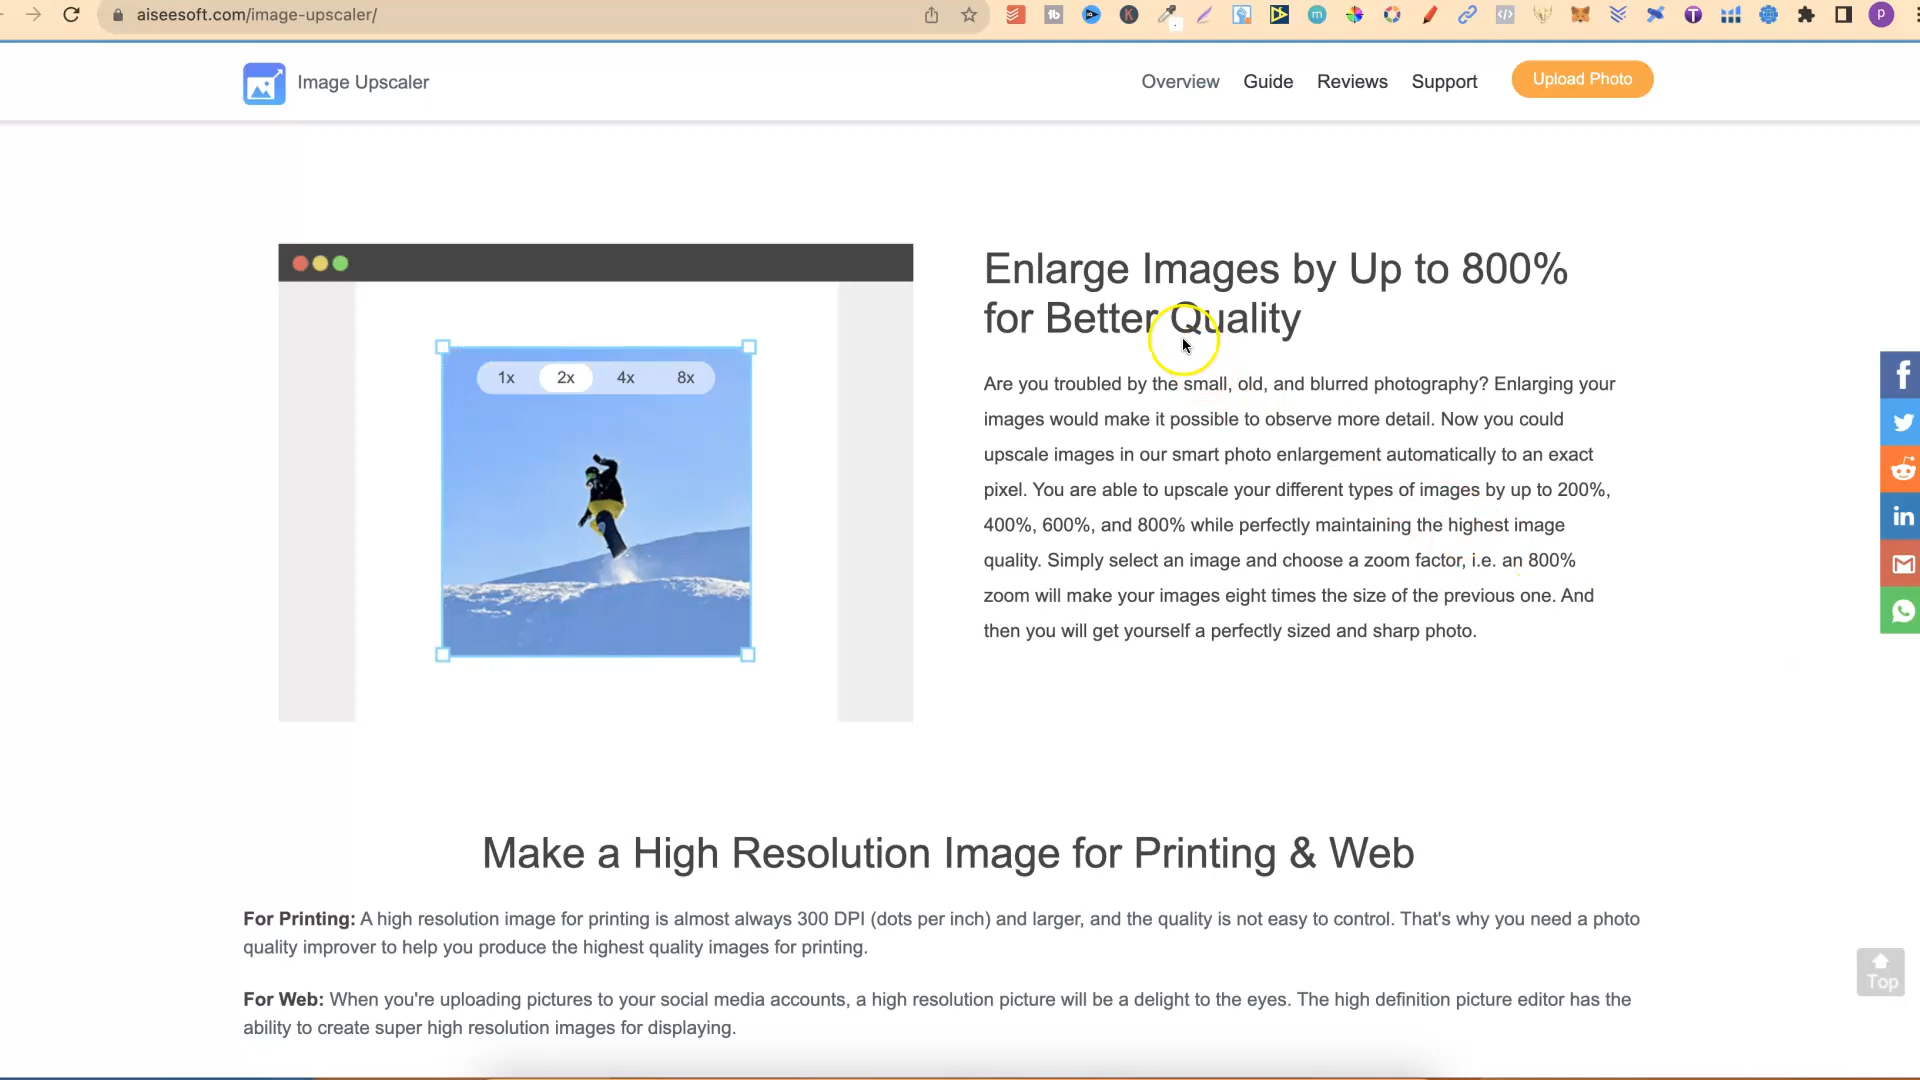 aiseesoft.com/image-upscaler/
Image Upscaler
Overview
Guide
Reviews
Support
Upload Photo
1x
2x
4x
8x
Enlarge Images by Up to 800%
for Better Quality
Are you troubled by the small, old, and blurred photography? Enlarging your
images would make it possible to observe more detail. Now you could
upscale images in our smart photo enlargement automatically to an exact
pixel. You are able to upscale your different types of images by up to 200%,
400%, 600%, and 800% while perfectly maintaining the highest image
quality. Simply select an image and choose a zoom factor, i.e. an 800%
zoom will make your images eight times the size of the previous one. And
then you will get yourself a perfectly sized and sharp photo.
Make a High Resolution Image for Printing & Web
For Printing: A high resolution image for printing is almost always 300 DPI (dots per inch) and larger, and the quality is not easy to control. That's why you need a photo
quality improver to help you produce the highest quality images for printing.
For Web: When you're uploading pictures to your social media accounts, a high resolution picture will be a delight to the eyes. The high definition picture editor has the
ability to create super high resolution images for displaying.
Top